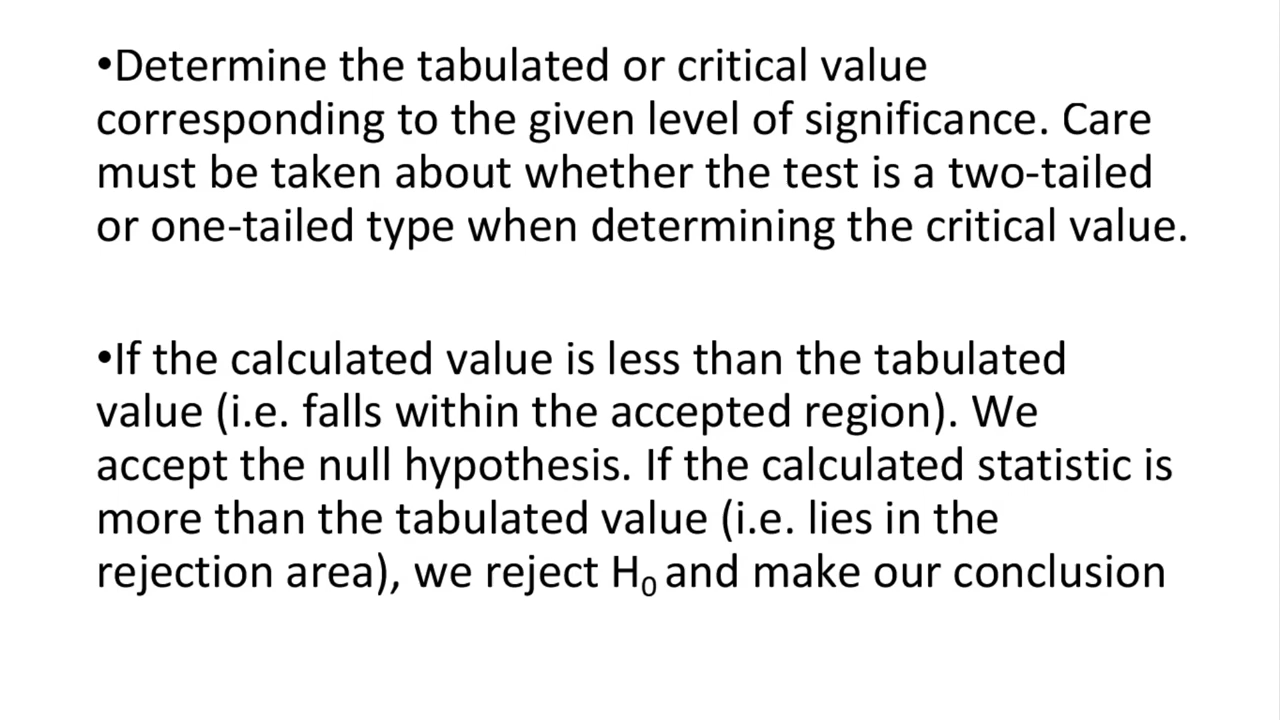 •Determine the tabulated or critical value
corresponding to the given level of significance. Care
must be taken about whether the test is a two-tailed
or one-tailed type when determining the critical value.
•If the calculated value is less than the tabulated
value (i.e. falls within the accepted region). We
accept the null hypothesis. If the calculated statistic is
more than the tabulated value (i.e. lies in the
rejection area), we reject H₀ and make our conclusion